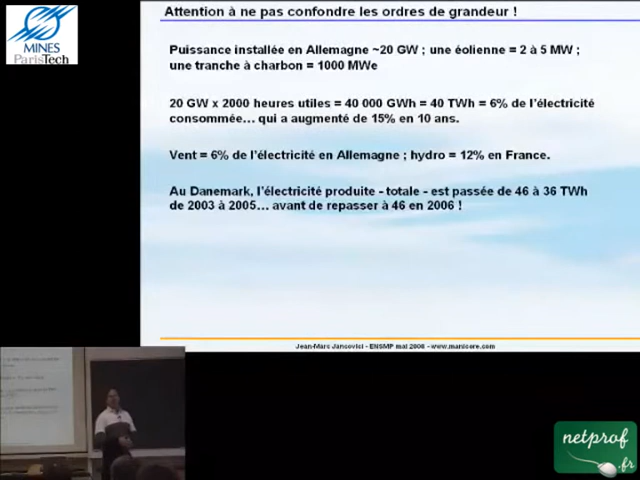 MINES
ParisTech
Attention à ne pas confondre les ordres de grandeur !
Puissance installée en Allemagne ~20 GW ; une éolienne = 2 à 5 MW ;
une tranche à charbon = 1000 MWe
20 GW x 2000 heures utiles = 40 000 GWh = 40 TWh = 6% de l'électricité
consommée... qui a augmenté de 15% en 10 ans.
Vent = 6% de l'électricité en Allemagne ; hydro = 12% en France.
Au Danemark, l'électricité produite - totale - est passée de 46 à 36 TWh
de 2003 à 2005... avant de repasser à 46 en 2006 !
Jean-Marc Jancovici - ENSMP mai 2008 - www.manicore.com
netprof
.fr